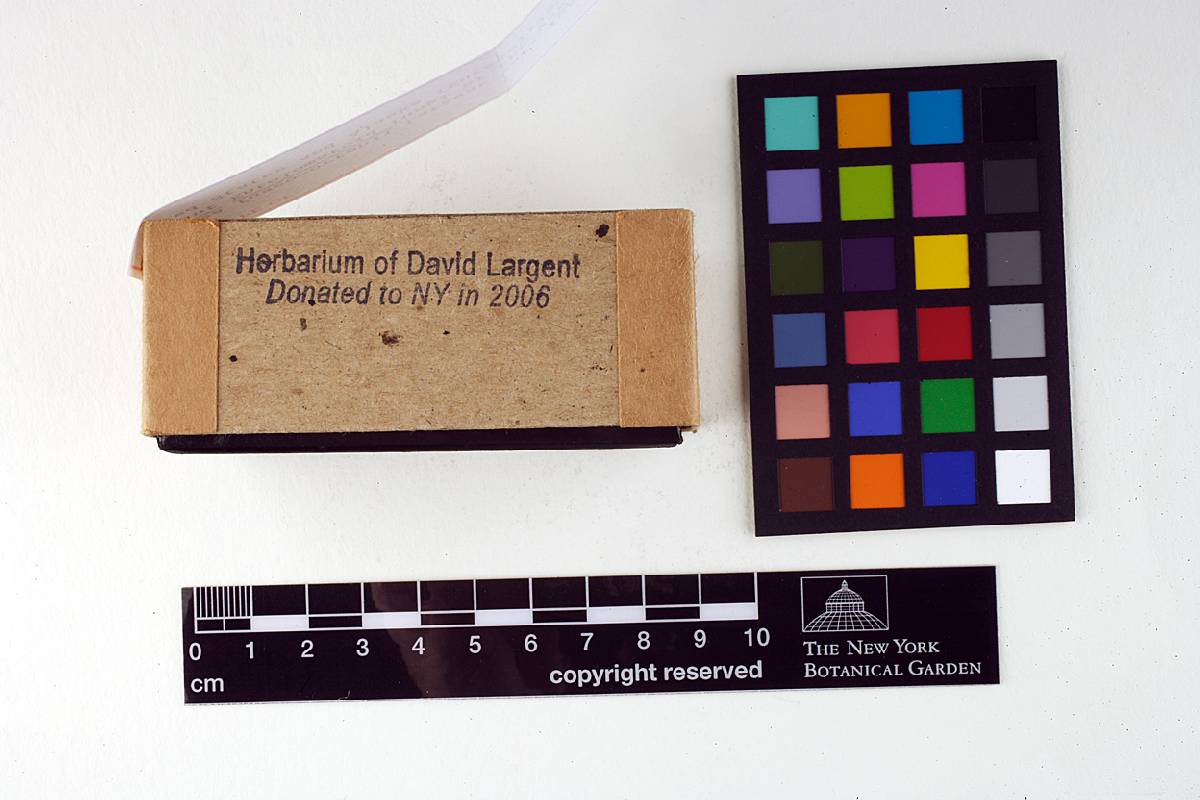 Herbarium of David Largent
Donated to NY in 2006
0 1 2 3 4 5 6 7 8 9 10
cm
copyright reserved
THE NEW YORK
BOTANICAL GARDEN